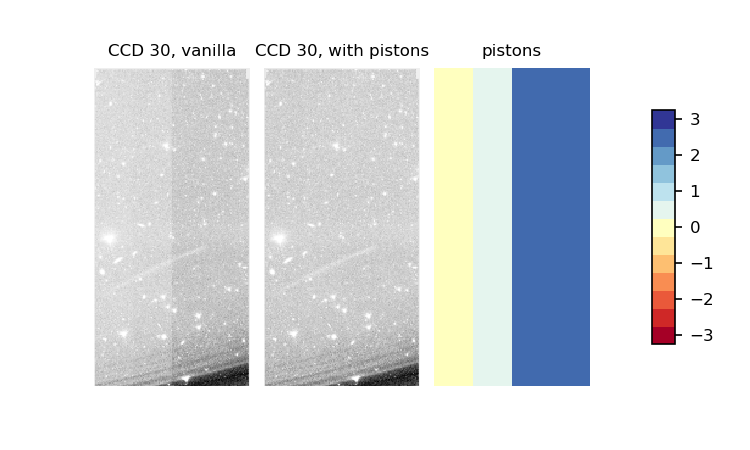 CCD 30, vanilla
CCD 30, with pistons
pistons
3
2
1
0
−1
−2
−3